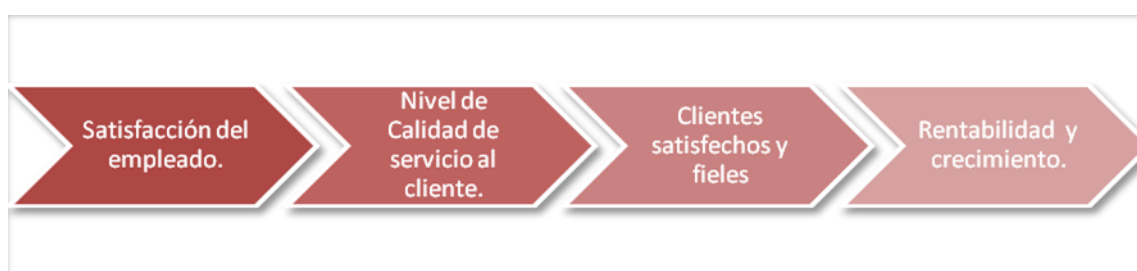 Satisfacción del
empleado.
Nivel de
Calidad de
servicio al
cliente.
Clientes
satisfechos y
fieles
Rentabilidad y
crecimiento.